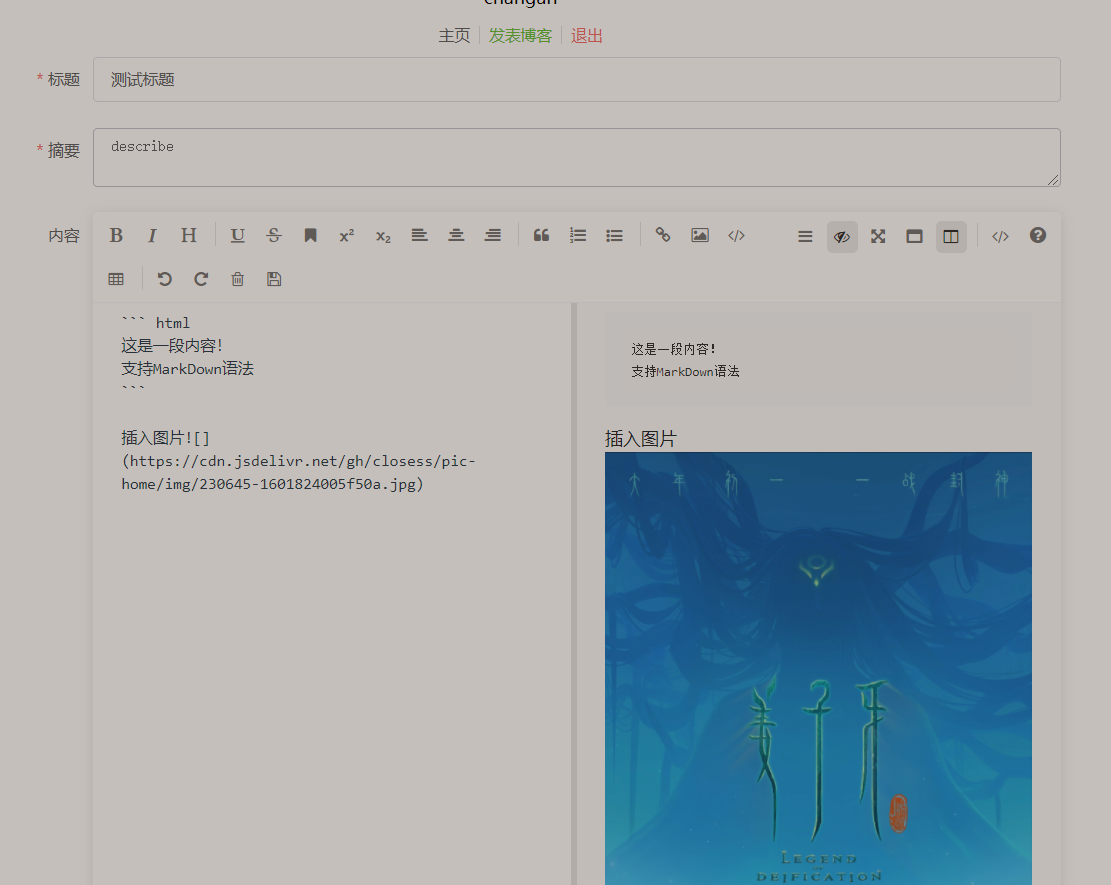 changan
主页 发表博客 退出
* 标题 测试标题
* 摘要 describe
内容
``` html
这是一段内容!
支持MarkDown语法
```
插入图片![]
(https://cdn.jsdelivr.net/gh/closess/pic-
home/img/230645-1601824005f50a.jpg)
这是一段内容!
支持MarkDown语法
插入图片
大年初一 一战封神
姜子牙
LEGEND
DEIFICATION